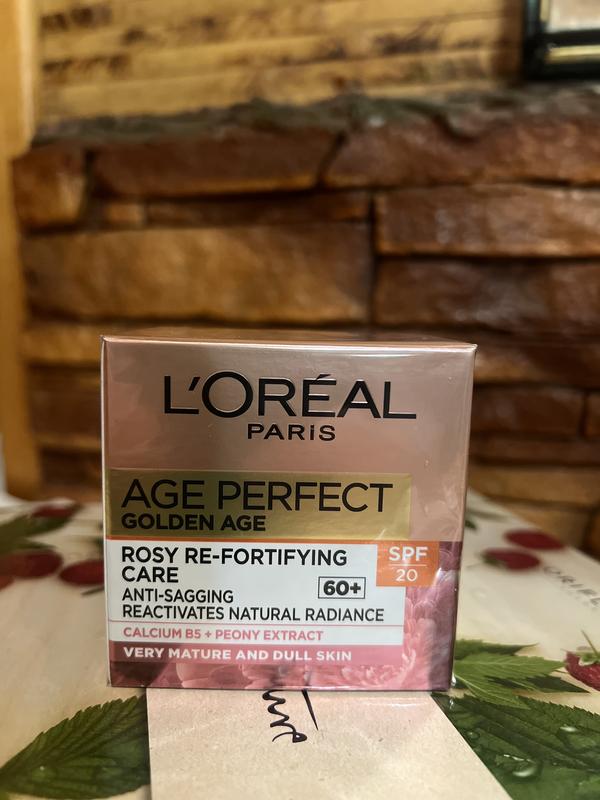 L'ORÉAL
PARIS
AGE PERFECT
GOLDEN AGE
ROSY RE-FORTIFYING
CARE
SPF
20
60+
ANTI-SAGGING
REACTIVATES NATURAL RADIANCE
CALCIUM B5 + PEONY EXTRACT
VERY MATURE AND DULL SKIN